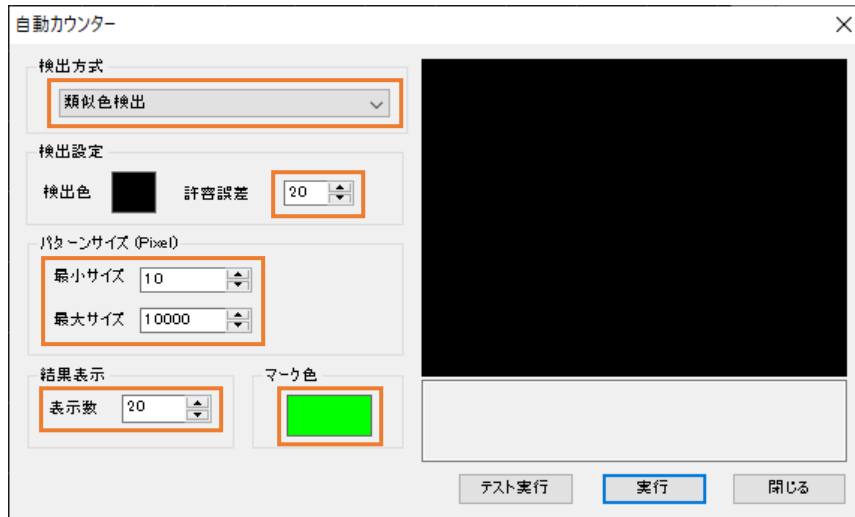 自動カウンター
検出方式
類似色検出
検出設定
検出色 許容誤差 20
パターンサイズ (Pixel)
最小サイズ 10
最大サイズ 10000
結果表示 マーク色
表示数 20
テスト実行 実行 閉じる